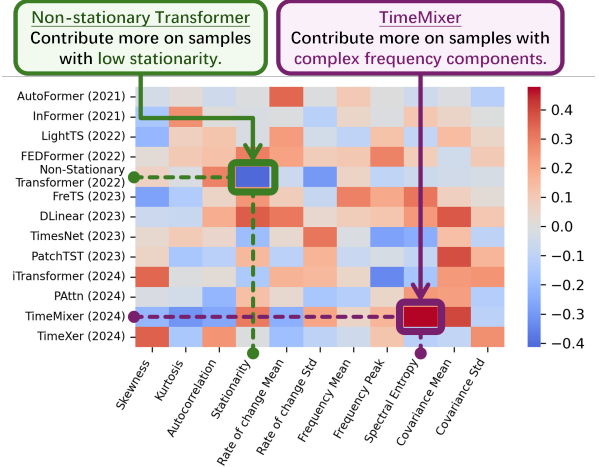 Non-stationary Transformer
Contribute more on samples
with low stationarity.
TimeMixer
Contribute more on samples with
complex frequency components.
AutoFormer (2021)
InFormer (2021)
LightTS (2022)
FEDFormer (2022)
Non-Stationary
Transformer (2022)
FreTS (2023)
DLinear (2023)
TimesNet (2023)
PatchTST (2023)
iTransformer (2024)
PAttn (2024)
TimeMixer (2024)
TimeXer (2024)
Skewness
Kurtosis
Autocorrelation
Stationarity
Rate of change Mean
Rate of change Std
Frequency Mean
Frequency Peak
Spectral Entropy
Covariance Mean
Covariance Std
0.4
0.3
0.2
0.1
0.0
−0.1
−0.2
−0.3
−0.4